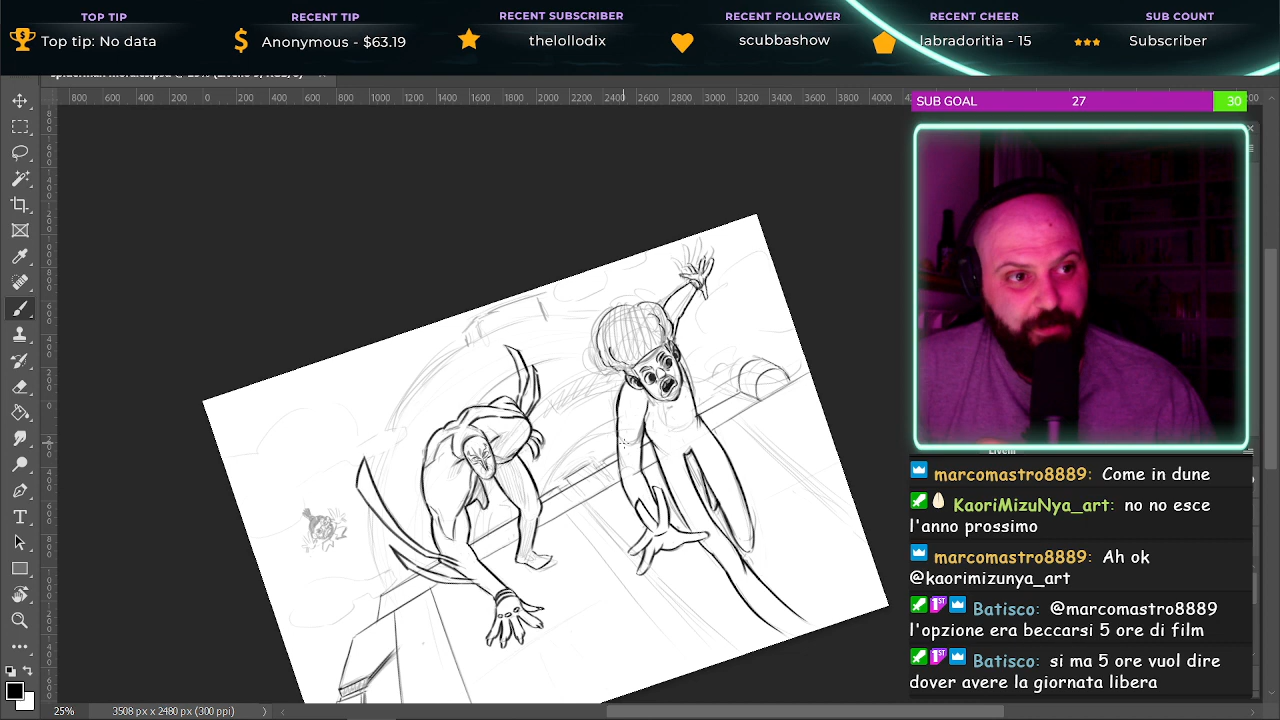 TOP TIP
Top tip: No data
RECENT TIP
Anonymous - $63.19
RECENT SUBSCRIBER
thelollodix
RECENT FOLLOWER
scubbashow
RECENT CHEER
labradoritia - 15
SUB COUNT
Subscriber
800 600 400 200 0 200 400 600 800 1000 1200 1400 1600 1800 2000 2200 2400 2600 2800 3000 3200 3400 3600 3800 4000
SUB GOAL 27 30
Livelli
marcomastro8889: Come in dune
KaoriMizuNya_art: no no esce
l'anno prossimo
marcomastro8889: Ah ok
@kaorimizunya_art
Batisco: @marcomastro8889
l'opzione era beccarsi 5 ore di film
Batisco: si ma 5 ore vuol dire
dover avere la giornata libera
25% 3508 px x 2480 px (300 ppi)